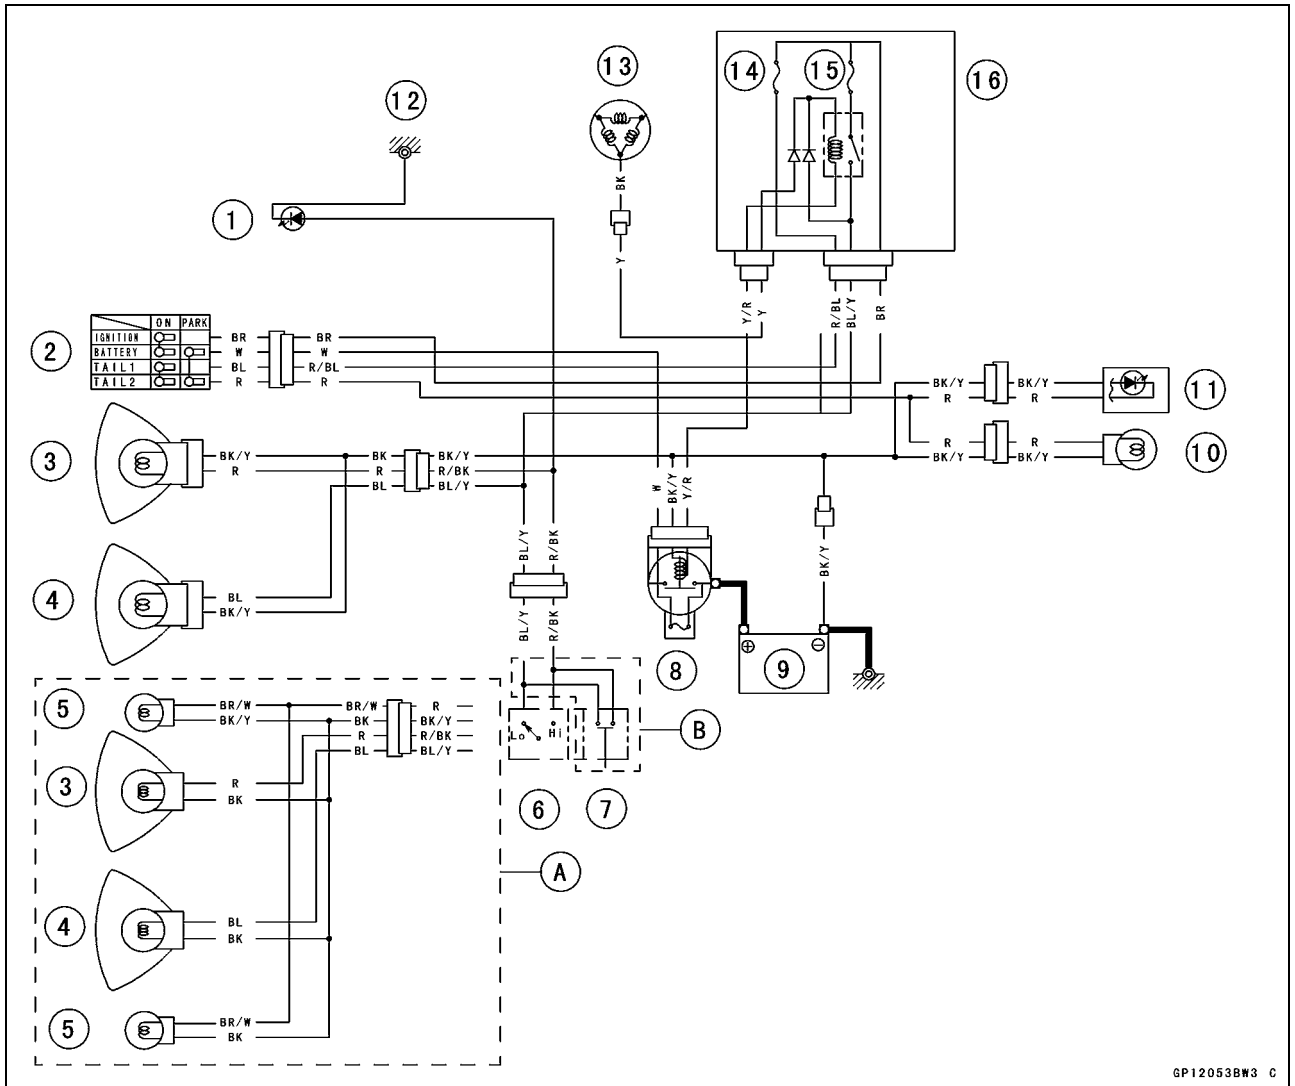 13
14
15
16
12
BK
1
Y
ON PARK
IGNITION
BATTERY
TAIL1
TAIL2
BR
W
BL
R
BR
W
R/BL
R
2
Y/R
Y
R/BL
BL/Y
BR
BK/Y
R
BK/Y
R
11
R
BK/Y
R
BK/Y
10
3
BK/Y
R
BK
R
BL
BK/Y
R/BK
BL/Y
W
BK/Y
Y/R
BL/Y
R/BK
BK/Y
4
BL
BK/Y
BL/Y
R/BK
8
9
5
BR/W
BK/Y
BR/W
BK
R
BL
R
BK/Y
R/BK
BL/Y
Lo
Hi
B
3
R
BK
6
7
A
4
BL
BK
5
BR/W
BK
GP12053BW3 C